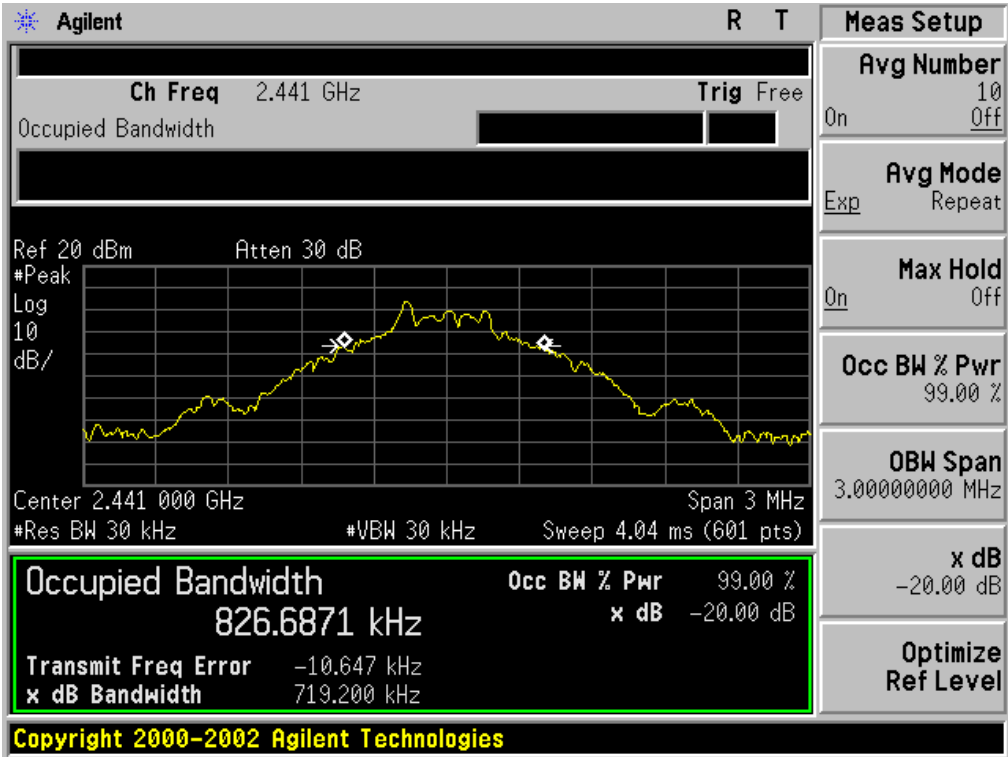 Agilent R T
Ch Freq 2.441 GHz Trig Free
Occupied Bandwidth
Ref 20 dBm Atten 30 dB
#Peak
Log
10
dB/
Center 2.441 000 GHz Span 3 MHz
#Res BW 30 kHz #VBW 30 kHz Sweep 4.04 ms (601 pts)
Occupied Bandwidth Occ BW % Pwr 99.00 %
826.6871 kHz x dB -20.00 dB
Transmit Freq Error -10.647 kHz
x dB Bandwidth 719.200 kHz
Copyright 2000-2002 Agilent Technologies
Meas Setup
Avg Number
10
On Off
Avg Mode
Exp Repeat
Max Hold
On Off
Occ BW % Pwr
99.00 %
OBW Span
3.00000000 MHz
x dB
-20.00 dB
Optimize
Ref Level